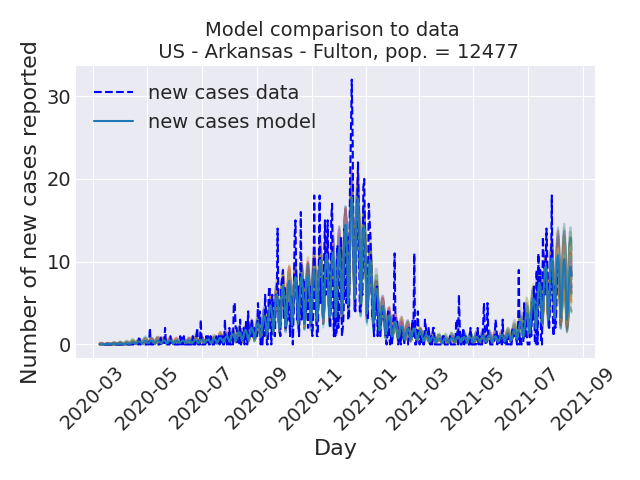 Model comparison to data
US - Arkansas - Fulton, pop. = 12477
Number of new cases reported
30
20
10
0
new cases data
new cases model
2020-03
2020-05
2020-07
2020-09
2020-11
2021-01
2021-03
2021-05
2021-07
2021-09
Day